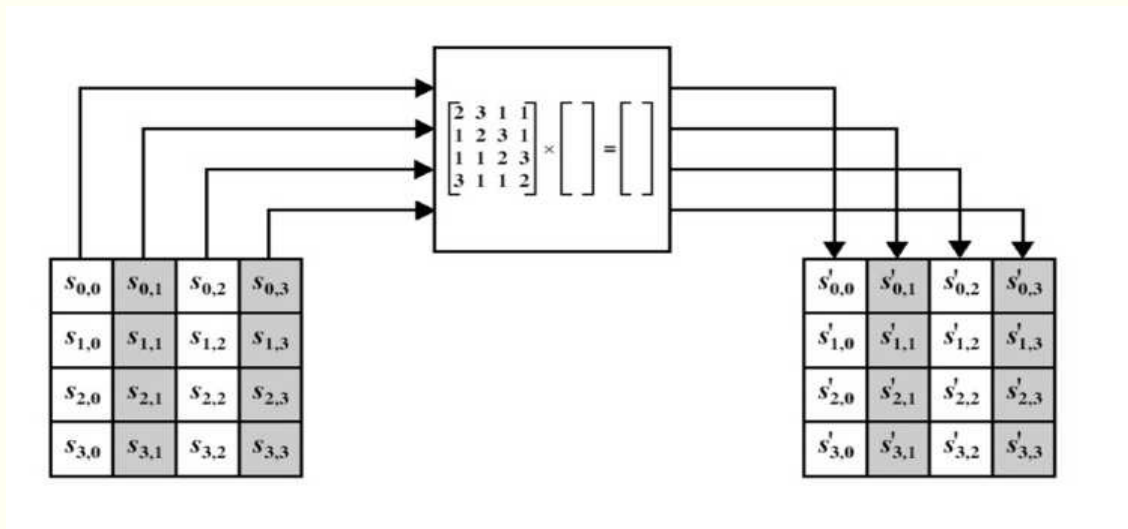 2 3 1 1
1 2 3 1
1 1 2 3
3 1 1 2
× =
s0,0 s0,1 s0,2 s0,3
s1,0 s1,1 s1,2 s1,3
s2,0 s2,1 s2,2 s2,3
s3,0 s3,1 s3,2 s3,3
s'0,0 s'0,1 s'0,2 s'0,3
s'1,0 s'1,1 s'1,2 s'1,3
s'2,0 s'2,1 s'2,2 s'2,3
s'3,0 s'3,1 s'3,2 s'3,3